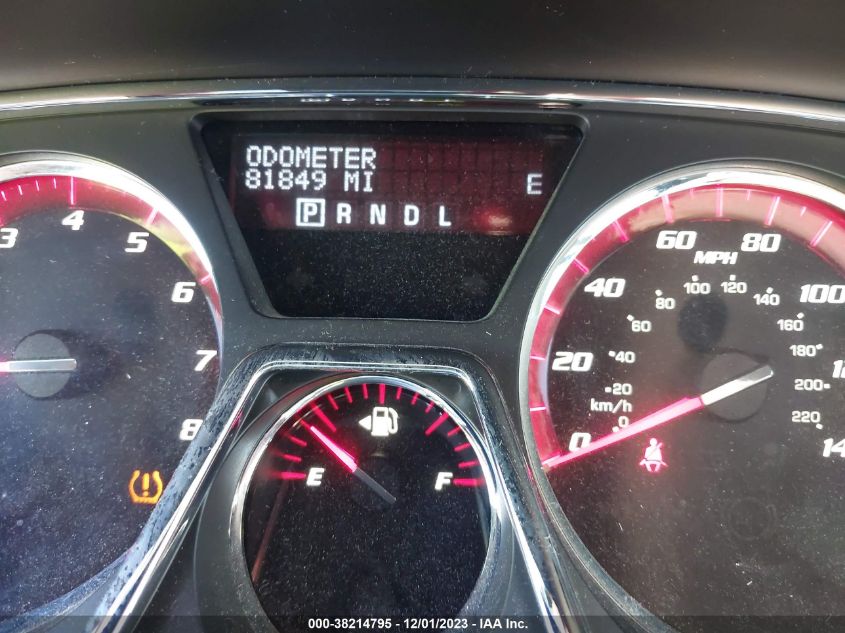 ODOMETER
81849 MI E
P R N D L
3 4 5 6 7 8
E F
0 20 40 60 80 100
MPH
0 20 40 60 80 100 120 140 160 180 200 220
km/h
000-38214795 - 12/01/2023 - IAA Inc.